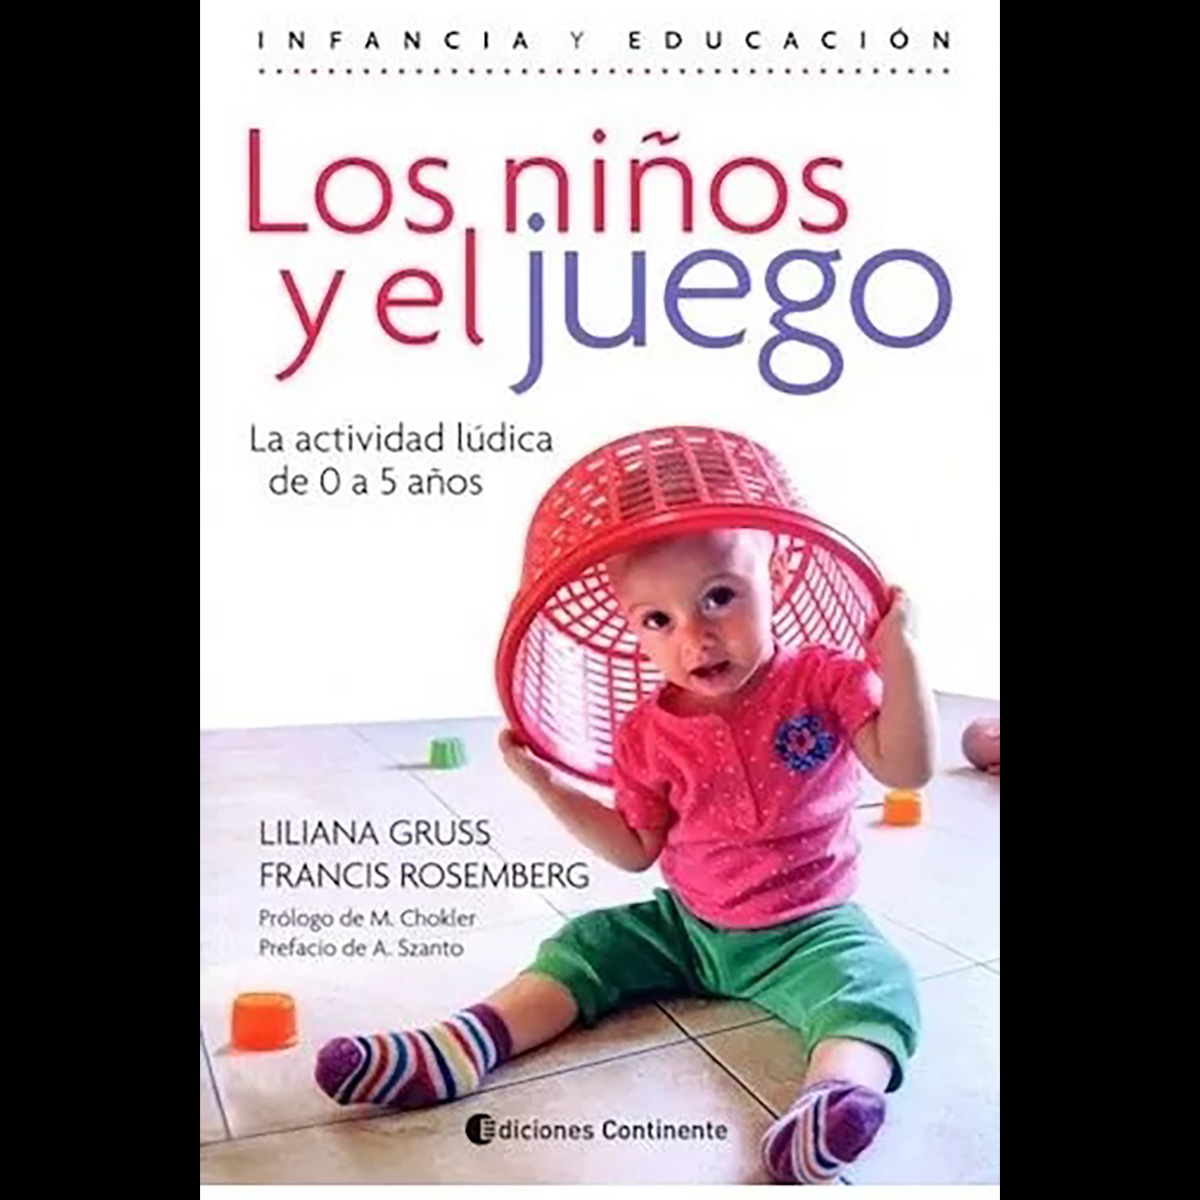 INFANCIA Y EDUCACIÓN
Los niños
y el juego
La actividad lúdica
de 0 a 5 años
LILIANA GRUSS
FRANCIS ROSEMBERG
Prólogo de M. Chokler
Prefacio de A. Szanto
Ediciones Continente